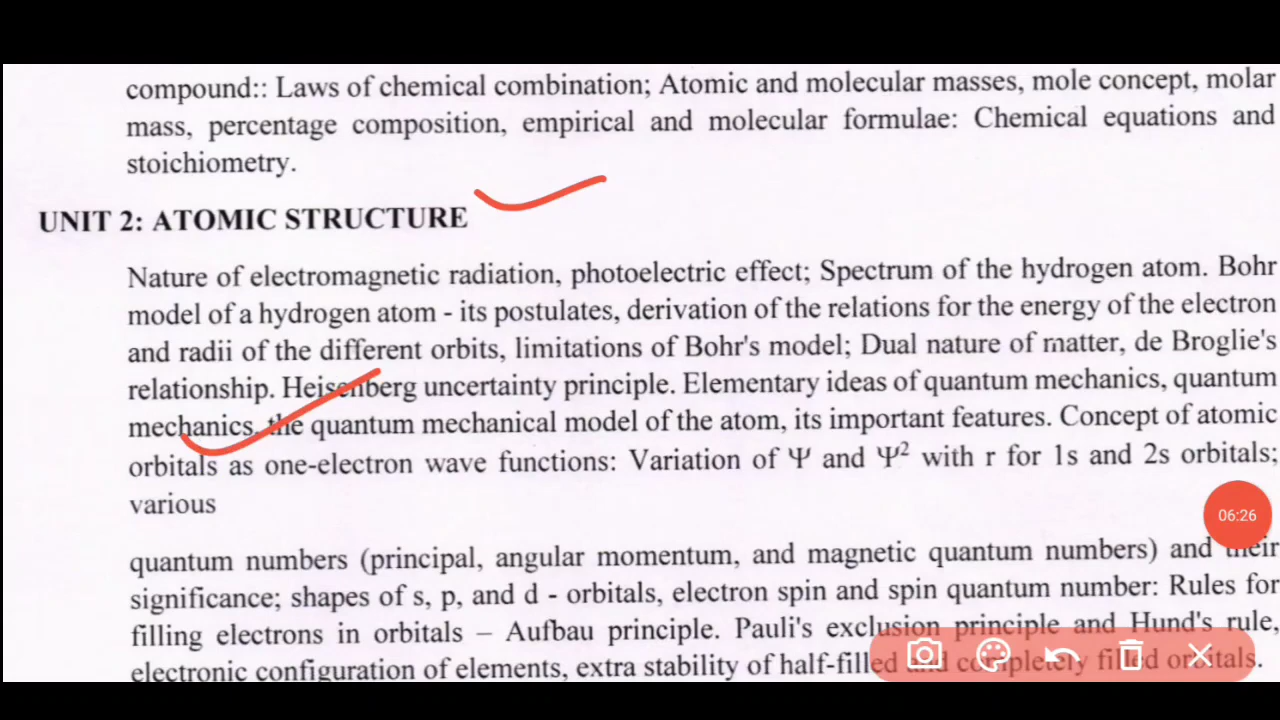 compound:: Laws of chemical combination; Atomic and molecular masses, mole concept, molar
mass, percentage composition, empirical and molecular formulae: Chemical equations and
stoichiometry.
UNIT 2: ATOMIC STRUCTURE
Nature of electromagnetic radiation, photoelectric effect; Spectrum of the hydrogen atom. Bohr
model of a hydrogen atom - its postulates, derivation of the relations for the energy of the electron
and radii of the different orbits, limitations of Bohr's model; Dual nature of matter, de Broglie's
relationship. Heisenberg uncertainty principle. Elementary ideas of quantum mechanics, quantum
mechanics, the quantum mechanical model of the atom, its important features. Concept of atomic
orbitals as one-electron wave functions: Variation of Ψ and Ψ² with r for 1s and 2s orbitals;
various
06:26
quantum numbers (principal, angular momentum, and magnetic quantum numbers) and their
significance; shapes of s, p, and d - orbitals, electron spin and spin quantum number: Rules for
filling electrons in orbitals – Aufbau principle. Pauli's exclusion principle and Hund's rule,
electronic configuration of elements, extra stability of half-filled and completely filled orbitals.